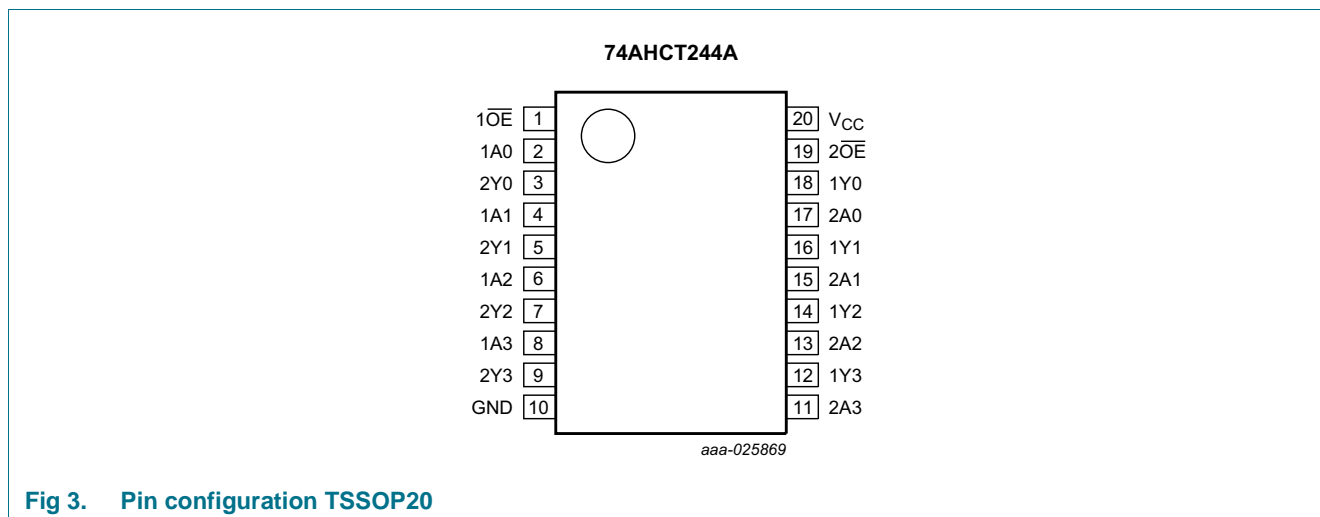 74AHCT244A
1O̅E̅ 1
1A0 2
2Y0 3
1A1 4
2Y1 5
1A2 6
2Y2 7
1A3 8
2Y3 9
GND 10
20 VCC
19 2O̅E̅
18 1Y0
17 2A0
16 1Y1
15 2A1
14 1Y2
13 2A2
12 1Y3
11 2A3
aaa-025869
Fig 3. Pin configuration TSSOP20